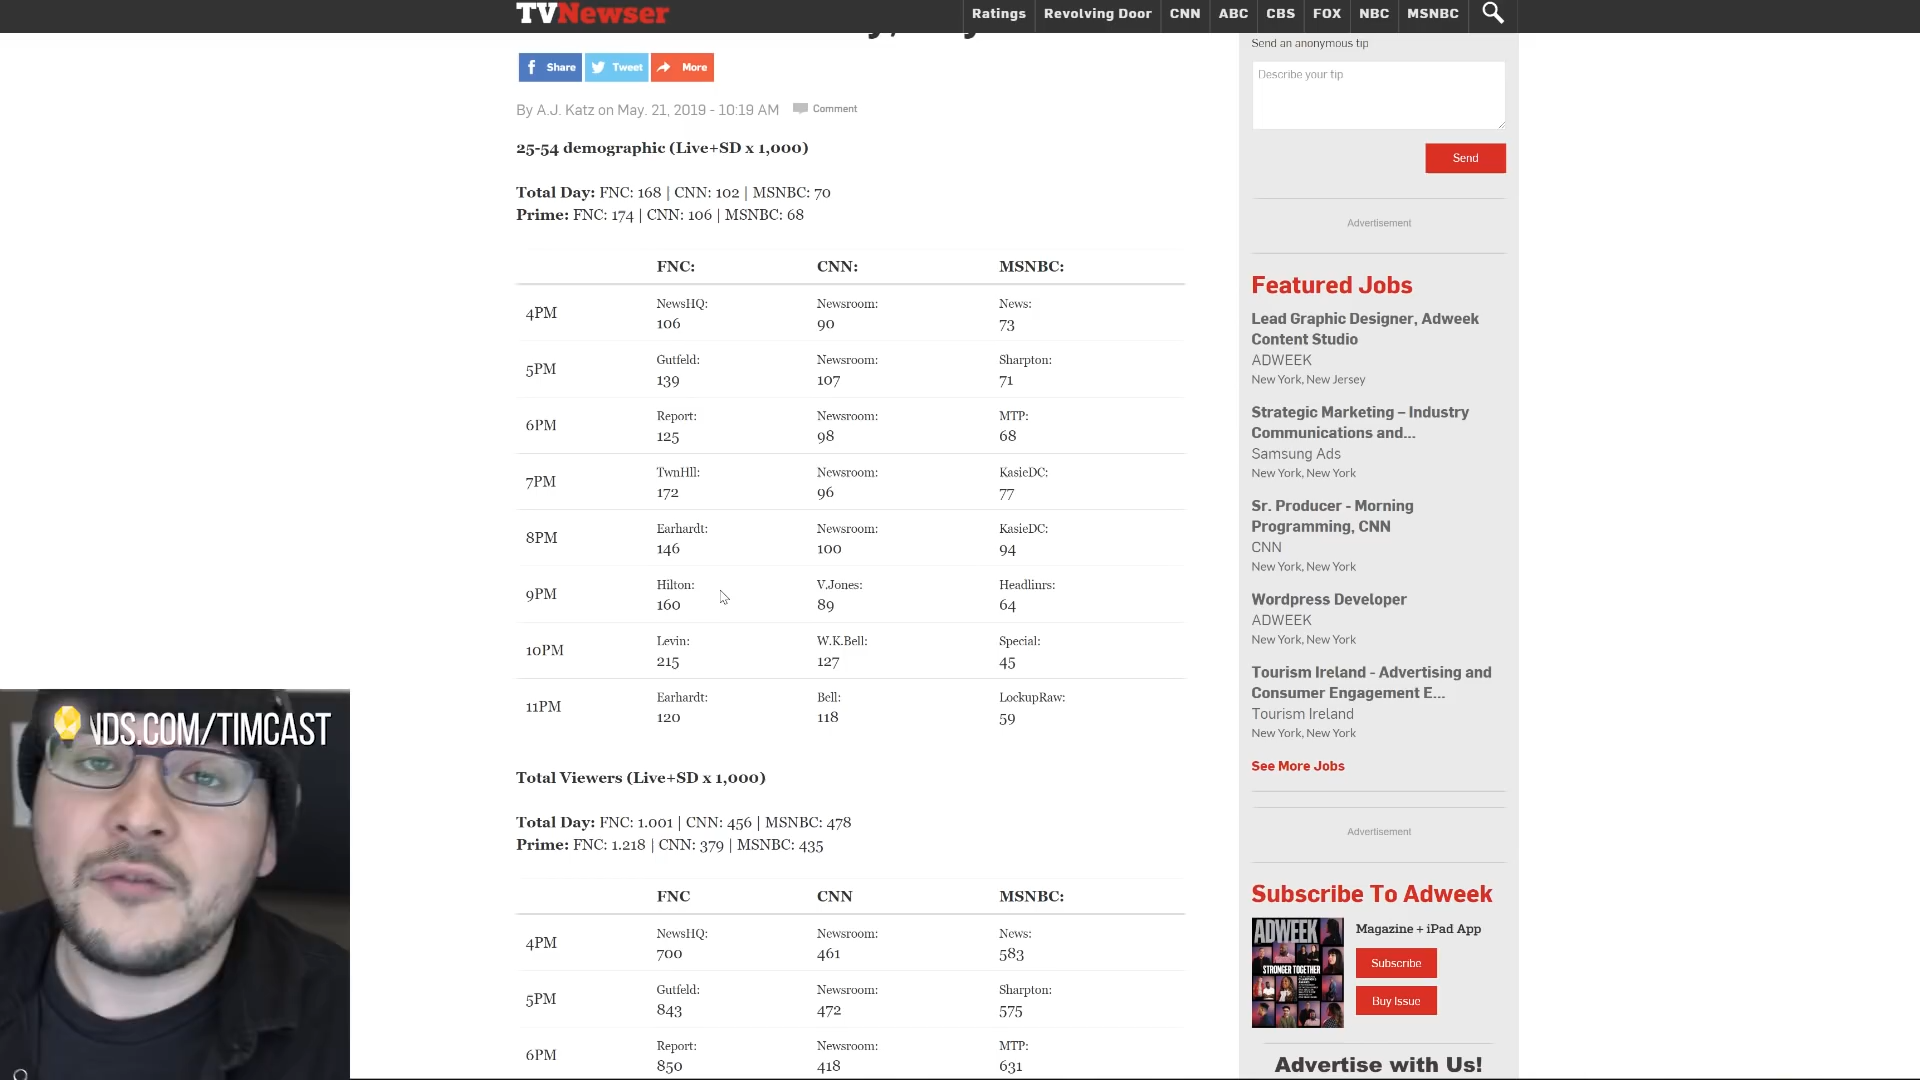 TVNewser
Ratings
Revolving Door
CNN
ABC
CBS
FOX
NBC
MSNBC
Share
Tweet
More
By A.J. Katz on May. 21, 2019 - 10:19 AM
Comment
25-54 demographic (Live+SD x 1,000)
Total Day: FNC: 168 | CNN: 102 | MSNBC: 70
Prime: FNC: 174 | CNN: 106 | MSNBC: 68
FNC: CNN: MSNBC:
NewsHQ: Newsroom: News:
4PM 106 90 73
Gutfeld: Newsroom: Sharpton:
5PM 139 107 71
Report: Newsroom: MTP:
6PM 125 98 68
TwnHll: Newsroom: KasieDC:
7PM 172 96 77
Earhardt: Newsroom: KasieDC:
8PM 146 100 94
Hilton: V.Jones: Headlinrs:
9PM 160 89 64
Levin: W.K.Bell: Special:
10PM 215 127 45
Earhardt: Bell: LockupRaw:
11PM 120 118 59
Total Viewers (Live+SD x 1,000)
Total Day: FNC: 1.001 | CNN: 456 | MSNBC: 478
Prime: FNC: 1.218 | CNN: 379 | MSNBC: 435
FNC CNN MSNBC:
NewsHQ: Newsroom: News:
4PM 700 461 583
Gutfeld: Newsroom: Sharpton:
5PM 843 472 575
Report: Newsroom: MTP:
6PM 850 418 631
Send an anonymous tip
Describe your tip
Send
Advertisement
Featured Jobs
Lead Graphic Designer, Adweek
Content Studio
ADWEEK
New York, New Jersey
Strategic Marketing – Industry
Communications and...
Samsung Ads
New York, New York
Sr. Producer - Morning
Programming, CNN
CNN
New York, New York
Wordpress Developer
ADWEEK
New York, New York
Tourism Ireland - Advertising and
Consumer Engagement E...
Tourism Ireland
New York, New York
See More Jobs
Advertisement
Subscribe To Adweek
ADWEEK
STRONGER TOGETHER
Magazine + iPad App
Subscribe
Buy Issue
Advertise with Us!
NDS.COM/TIMCAST